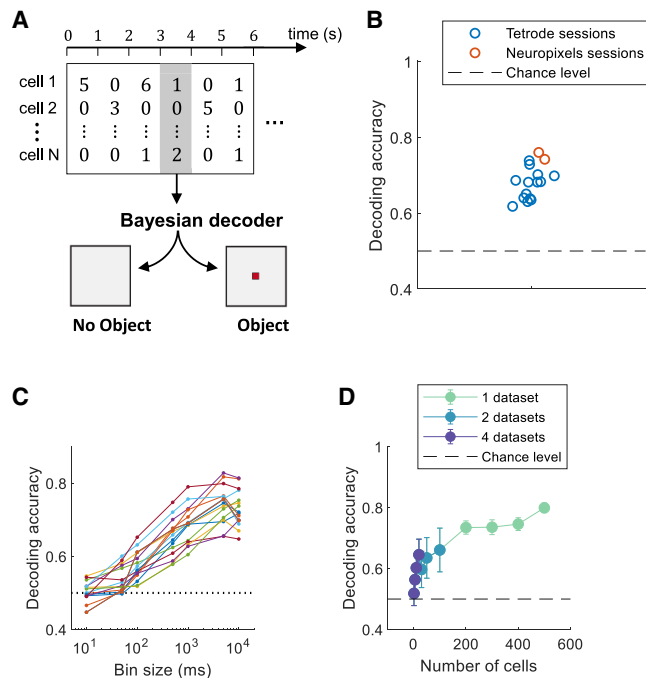 A
0 1 2 3 4 5 6 time (s)
cell 1 5 0 6 1 0 1
cell 2 0 3 0 0 5 0
⋮ ⋮ ⋮ ⋮ ⋮ ⋮ ⋮ ...
cell N 0 0 1 2 0 1
Bayesian decoder
No Object Object
B
Tetrode sessions
Neuropixels sessions
Chance level
1
0.8
0.6
0.4
Decoding accuracy
C
0.8
0.6
0.4
Decoding accuracy
10¹ 10² 10³ 10⁴
Bin size (ms)
D
1 dataset
2 datasets
4 datasets
Chance level
1
0.8
0.6
0.4
Decoding accuracy
0 200 400 600
Number of cells